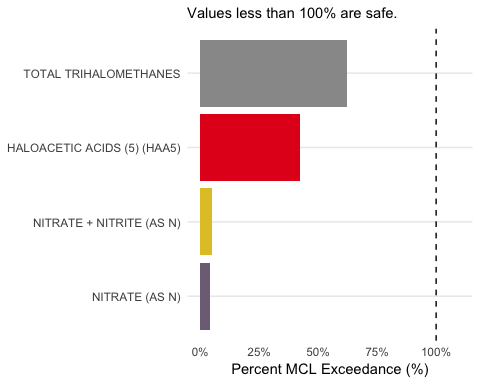 Values less than 100% are safe.
TOTAL TRIHALOMETHANES
HALOACETIC ACIDS (5) (HAA5)
NITRATE + NITRITE (AS N)
NITRATE (AS N)
0% 25% 50% 75% 100%
Percent MCL Exceedance (%)